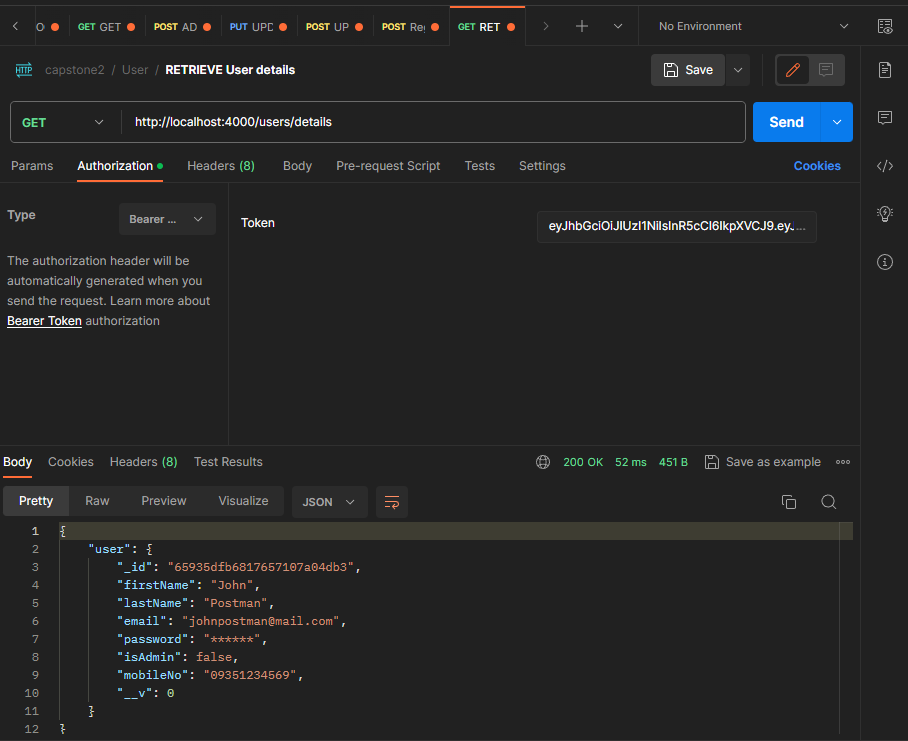 GET GET POST AD PUT UPD POST UP POST Re GET RET No Environment
HTTP capstone2 / User / RETRIEVE User details Save
GET http://localhost:4000/users/details Send
Params Authorization Headers (8) Body Pre-request Script Tests Settings Cookies
Type Bearer ... Token eyJhbGciOiJIUzI1NiIsInR5cCI6IkpXVCJ9.eyJ...
The authorization header will be
automatically generated when you
send the request. Learn more about
Bearer Token authorization
Body Cookies Headers (8) Test Results 200 OK 52 ms 451 B Save as example
Pretty Raw Preview Visualize JSON
1 {
2 "user": {
3 "_id": "65935dfb6817657107a04db3",
4 "firstName": "John",
5 "lastName": "Postman",
6 "email": "johnpostman@mail.com",
7 "password": "******",
8 "isAdmin": false,
9 "mobileNo": "09351234569",
10 "__v": 0
11 }
12 }